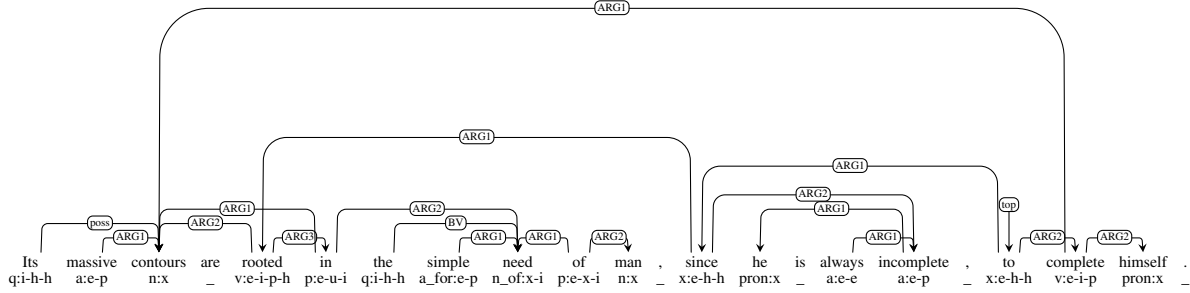 ARG1
ARG1
ARG1
ARG2
ARG1 ARG2 ARG1 top
poss ARG2 BV
ARG1 ARG3 ARG1 ARG1 ARG2 ARG1 ARG2 ARG2
Its massive contours are rooted in the simple need of man , since he is always incomplete , to complete himself .
q:i-h-h a:e-p n:x _ v:e-i-p-h p:e-u-i q:i-h-h a_for:e-p n_of:x-i p:e-x-i n:x _ x:e-h-h pron:x _ a:e-e a:e-p _ x:e-h-h v:e-i-p pron:x _